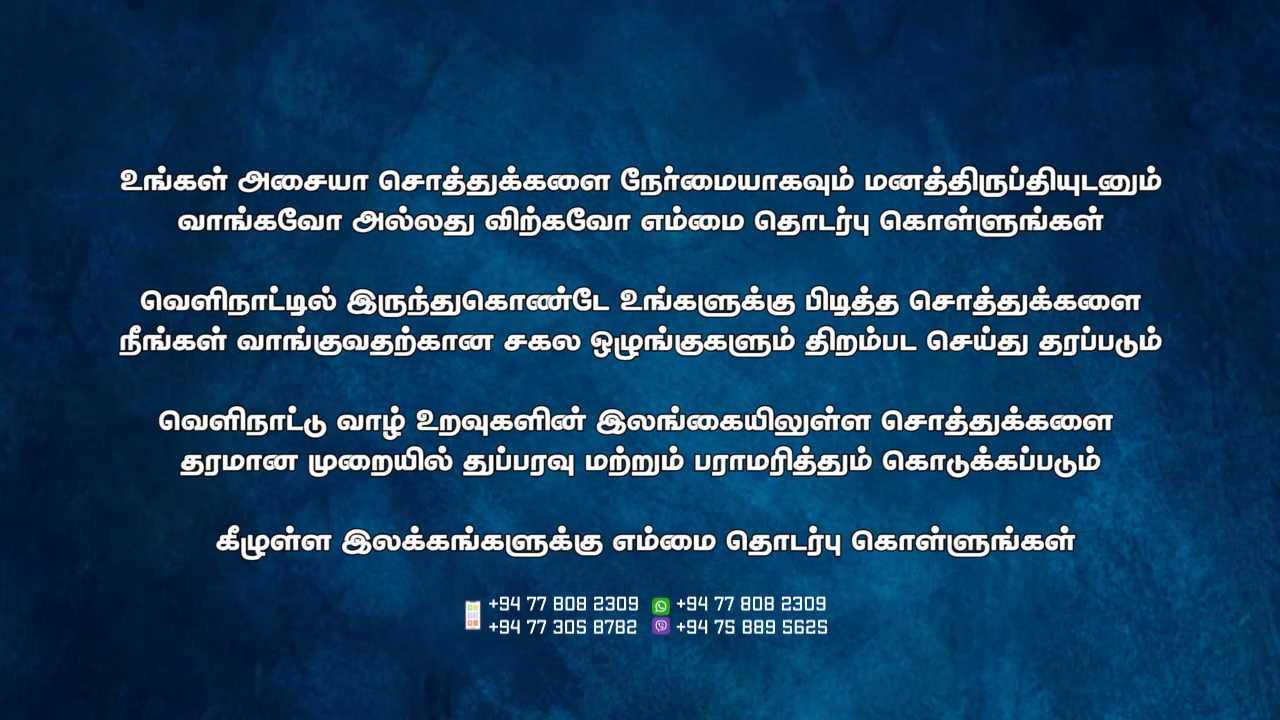 உங்கள் அசையா சொத்துக்களை நேர்மையாகவும் மனத்திருப்தியுடனும்
வாங்கவோ அல்லது விற்கவோ எம்மை தொடர்பு கொள்ளுங்கள்
வெளிநாட்டில் இருந்துகொண்டே உங்களுக்கு பிடித்த சொத்துக்களை
நீங்கள் வாங்குவதற்கான சகல ஒழுங்குகளும் திறம்பட செய்து தரப்படும்
வெளிநாட்டு வாழ் உறவுகளின் இலங்கையிலுள்ள சொத்துக்களை
தரமான முறையில் துப்பரவு மற்றும் பராமரித்தும் கொடுக்கப்படும்
கீழுள்ள இலக்கங்களுக்கு எம்மை தொடர்பு கொள்ளுங்கள்
+94 77 808 2309 +94 77 808 2309
+94 77 305 8782 +94 75 889 5625